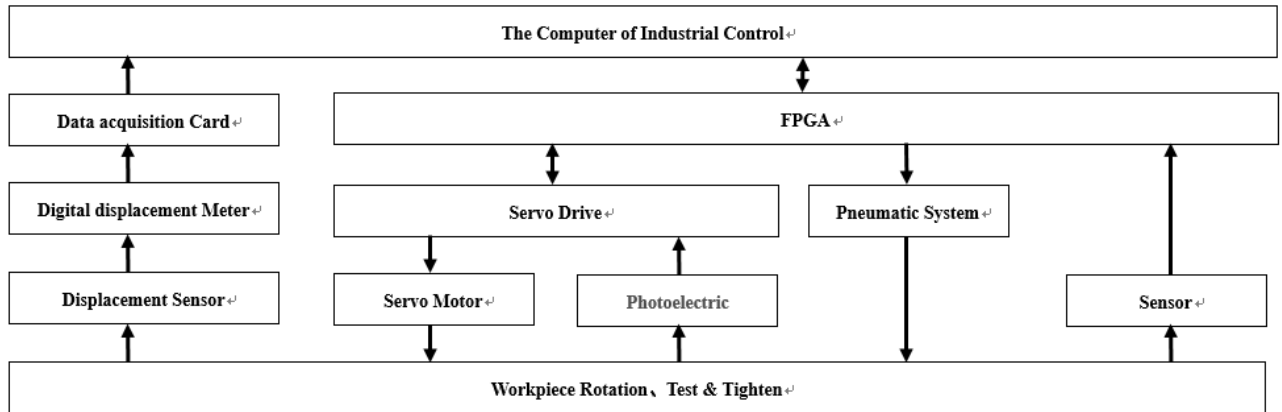 The Computer of Industrial Control↵
Data acquisition Card↵
FPGA↵
Digital displacement Meter↵
Servo Drive↵
Pneumatic System↵
Displacement Sensor↵
Servo Motor↵
Photoelectric
Sensor↵
Workpiece Rotation、Test & Tighten↵